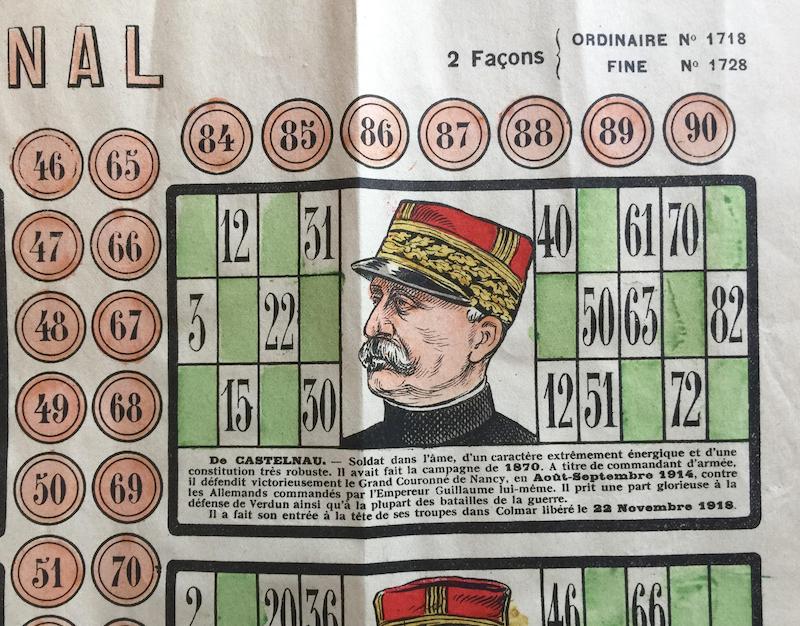 NAL
2 Façons
ORDINAIRE Nº 1718
FINE Nº 1728
84 85 86 87 88 89 90
46 65
47 66
48 67
49 68
50 69
51 70
12 31 40 61 70
3 22 50 63 82
15 30 12 51 72
De CASTELNAU. — Soldat dans l'âme, d'un caractère extrêmement énergique et d'une
constitution très robuste. Il avait fait la campagne de 1870. A titre de commandant d'armée,
il défendit victorieusement le Grand Couronné de Nancy, en Août-Septembre 1914, contre
les Allemands commandés par l'Empereur Guillaume lui-même. Il prit une part glorieuse à la
défense de Verdun ainsi qu'à la plupart des batailles de la guerre.
Il a fait son entrée à la tête de ses troupes dans Colmar libéré le 22 Novembre 1918.
2 20 36 46 66